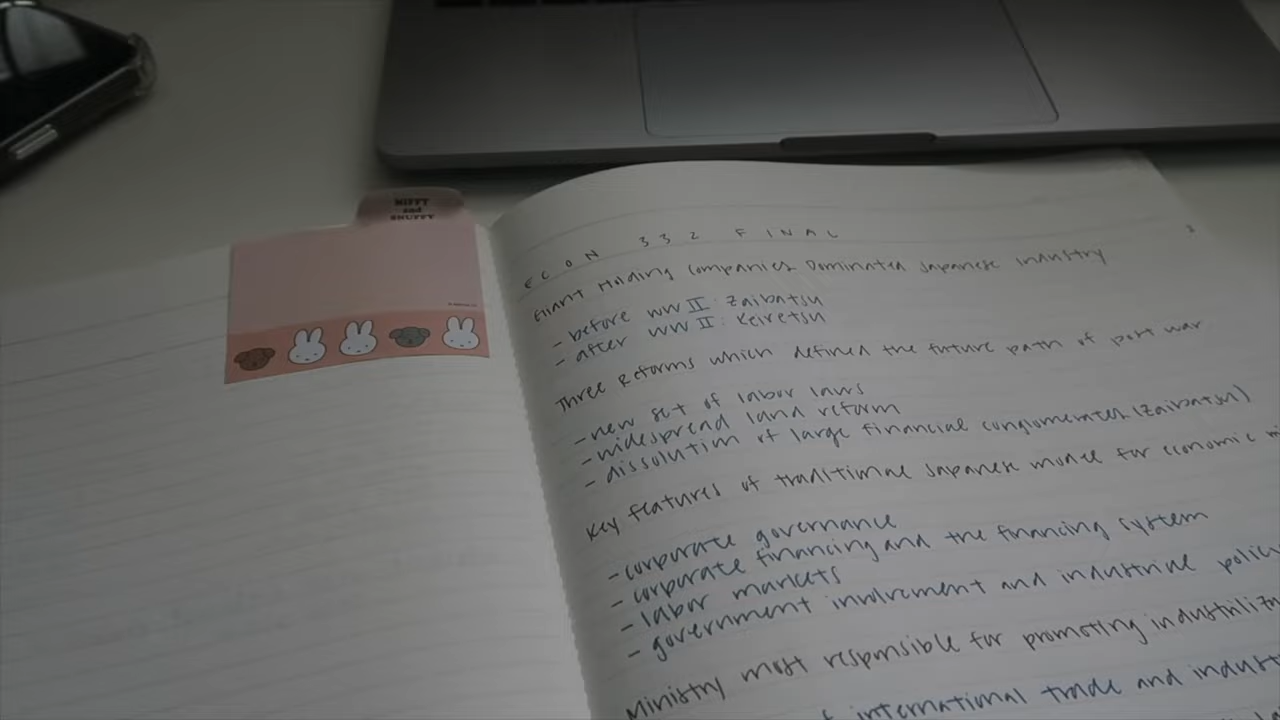 MIFFY
and
SNUFFY
ECON 332 FINAL
Giant Holding Companies Dominated Japanese Industry
- before WW II: Zaibatsu
- after WW II: Keiretsu
Three Reforms which defined the future path of port war
- new set of labor laws
- widespread land reform
- dissolution of large financial conglomerates (Zaibatsu)
Key features of traditional Japanese model for economic
- corporate governance
- corporate financing and the financing system
- labor markets
- government involvement and industrial policy
Ministry most responsible for promoting
international trade and